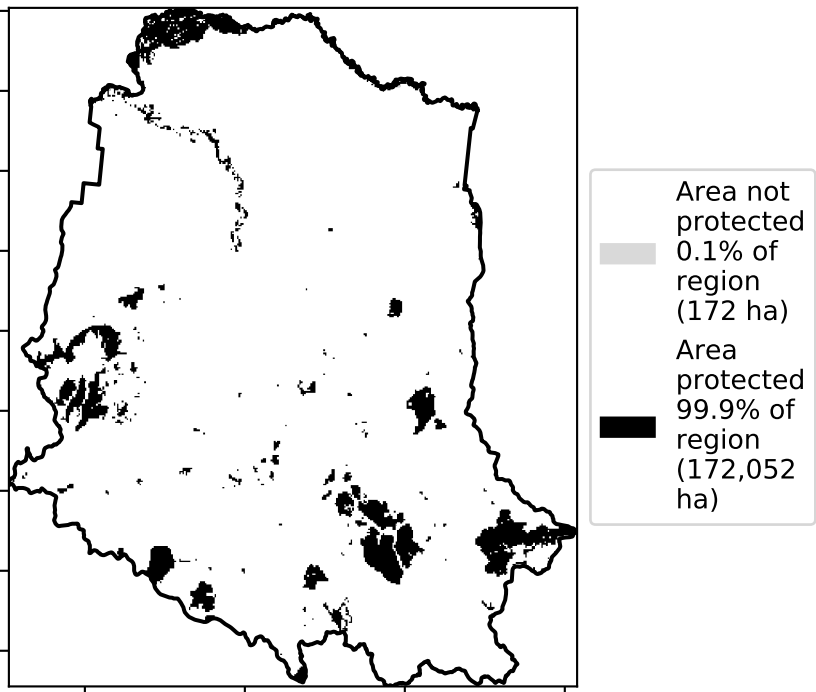 Area not
protected
0.1% of
region
(172 ha)
Area
protected
99.9% of
region
(172,052
ha)